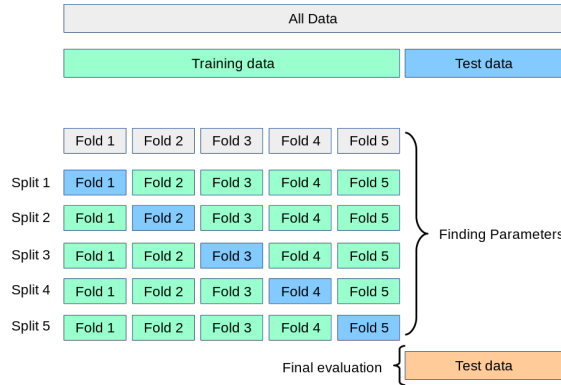 All Data
Training data Test data
Fold 1 Fold 2 Fold 3 Fold 4 Fold 5
Split 1 Fold 1 Fold 2 Fold 3 Fold 4 Fold 5
Split 2 Fold 1 Fold 2 Fold 3 Fold 4 Fold 5
Finding Parameters
Split 3 Fold 1 Fold 2 Fold 3 Fold 4 Fold 5
Split 4 Fold 1 Fold 2 Fold 3 Fold 4 Fold 5
Split 5 Fold 1 Fold 2 Fold 3 Fold 4 Fold 5
Final evaluation Test data